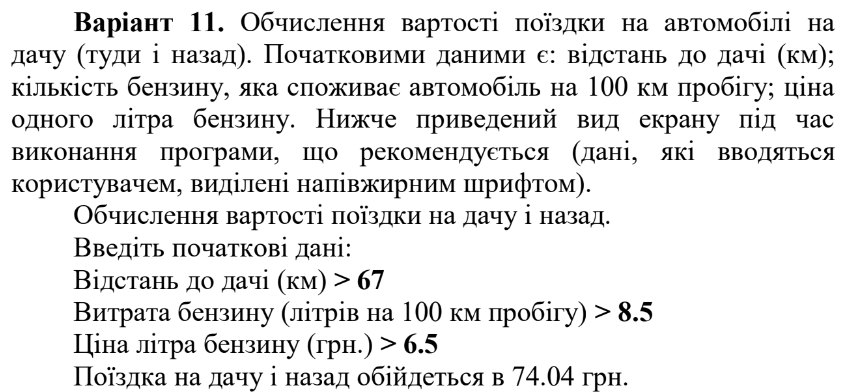 Варіант 11. Обчислення вартості поїздки на автомобілі на
дачу (туди і назад). Початковими даними є: відстань до дачі (км);
кількість бензину, яка споживає автомобіль на 100 км пробігу; ціна
одного літра бензину. Нижче приведений вид екрану під час
виконання програми, що рекомендується (дані, які вводяться
користувачем, виділені напівжирним шрифтом).
Обчислення вартості поїздки на дачу і назад.
Введіть початкові дані:
Відстань до дачі (км) > 67
Витрата бензину (літрів на 100 км пробігу) > 8.5
Ціна літра бензину (грн.) > 6.5
Поїздка на дачу і назад обійдеться в 74.04 грн.